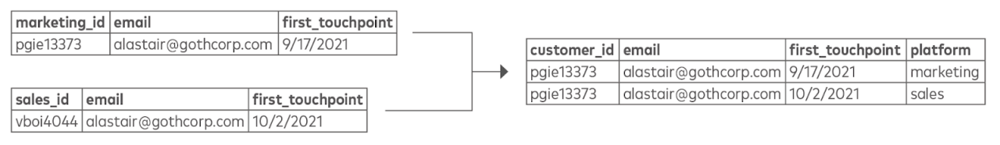 marketing_id email first_touchpoint
pgie13373 alastair@gothcorp.com 9/17/2021
sales_id email first_touchpoint
vboi4044 alastair@gothcorp.com 10/2/2021
customer_id email first_touchpoint platform
pgie13373 alastair@gothcorp.com 9/17/2021 marketing
pgie13373 alastair@gothcorp.com 10/2/2021 sales